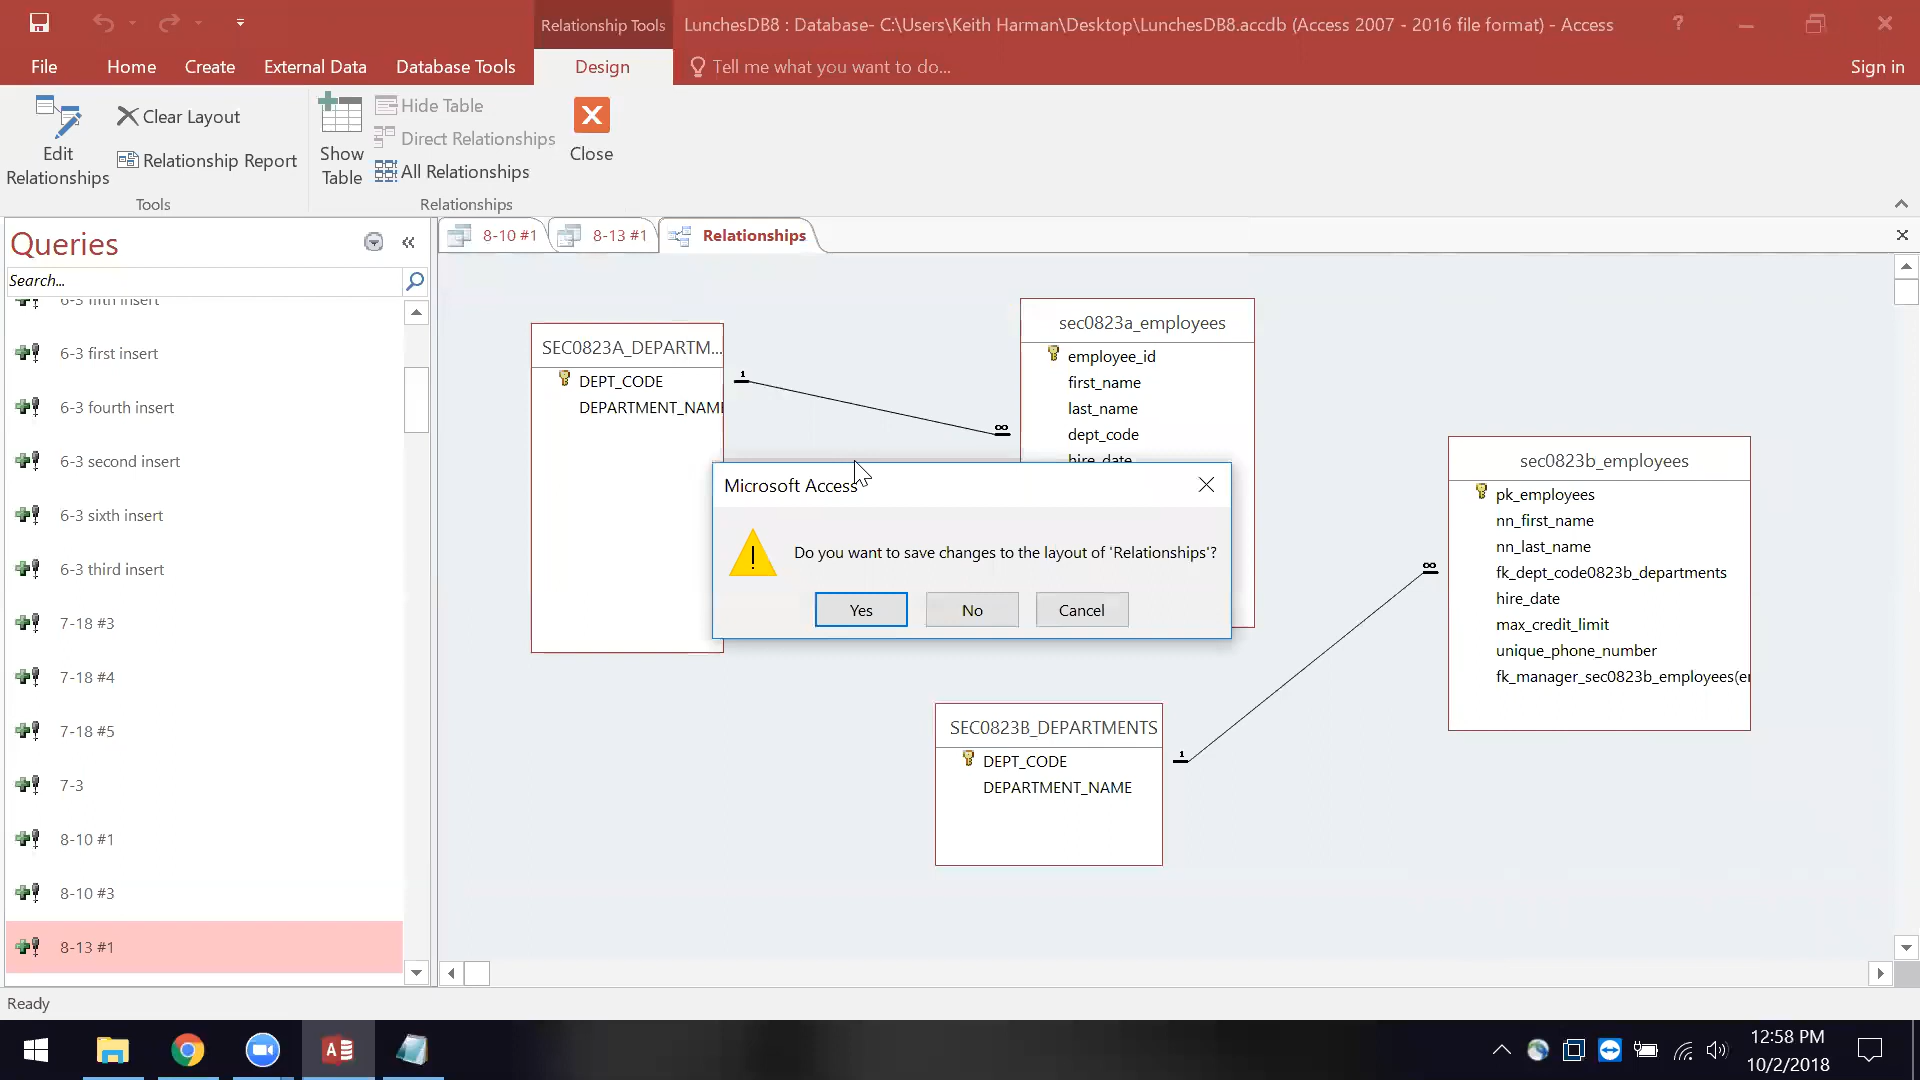 Relationship Tools
LunchesDB8 : Database- C:\Users\Keith Harman\Desktop\LunchesDB8.accdb (Access 2007 - 2016 file format) - Access
File
Home
Create
External Data
Database Tools
Design
Tell me what you want to do...
Sign in
Edit
Relationships
Clear Layout
Relationship Report
Tools
Show
Table
Hide Table
Direct Relationships
All Relationships
Relationships
Close
Queries
Search...
6-3 fifth insert
6-3 first insert
6-3 fourth insert
6-3 second insert
6-3 sixth insert
6-3 third insert
7-18 #3
7-18 #4
7-18 #5
7-3
8-10 #1
8-10 #3
8-13 #1
8-10 #1
8-13 #1
Relationships
SEC0823A_DEPARTM...
DEPT_CODE
DEPARTMENT_NAME
1
∞
sec0823a_employees
employee_id
first_name
last_name
dept_code
hire_date
Microsoft Access
Do you want to save changes to the layout of 'Relationships'?
Yes
No
Cancel
sec0823b_employees
pk_employees
nn_first_name
nn_last_name
fk_dept_code0823b_departments
hire_date
max_credit_limit
unique_phone_number
fk_manager_sec0823b_employees(e
∞
1
SEC0823B_DEPARTMENTS
DEPT_CODE
DEPARTMENT_NAME
Ready
12:58 PM
10/2/2018